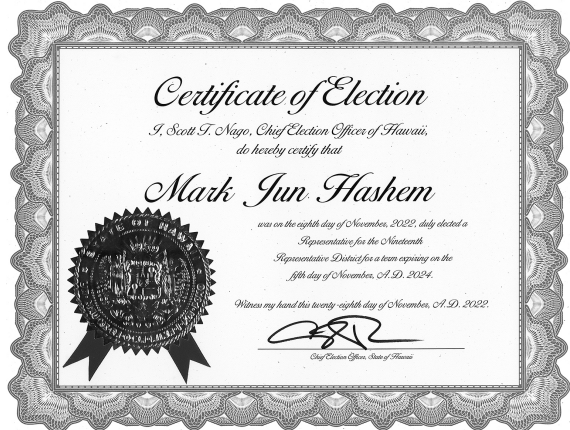 Certificate of Election
I, Scott T. Nago, Chief Election Officer of Hawaii,
do hereby certify that
Mark Jun Hashem
was on the eighth day of November, 2022, duly elected a
Representative for the Nineteenth
Representative District for a term expiring on the
fifth day of November, A.D. 2024.
Witness my hand this twenty-eighth day of November, A.D. 2022.
Chief Election Officer, State of Hawaii
STATE OF HAWAII